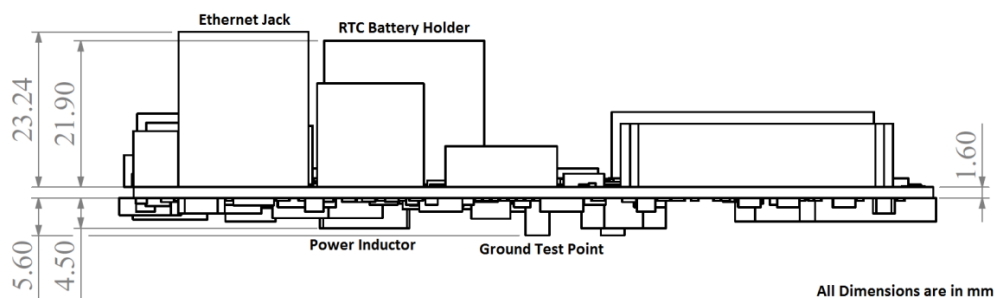 Ethernet Jack
RTC Battery Holder
23.24
21.90
1.60
Power Inductor
Ground Test Point
5.60
4.50
All Dimensions are in mm